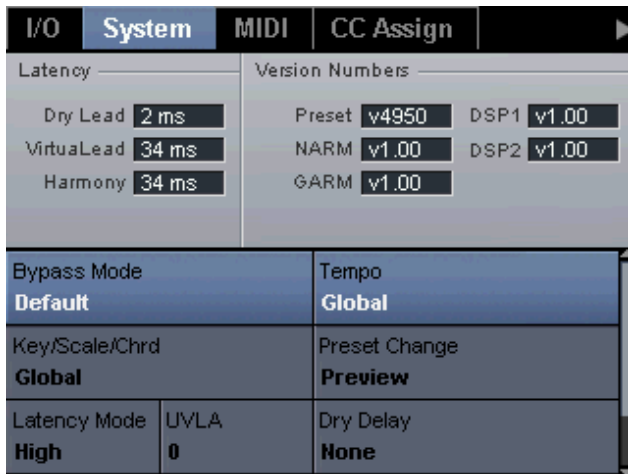 I/O System MIDI CC Assign
Latency Version Numbers
Dry Lead 2 ms Preset v4950 DSP1 v1.00
VirtuaLead 34 ms NARM v1.00 DSP2 v1.00
Harmony 34 ms GARM v1.00
Bypass Mode Tempo
Default Global
Key/Scale/Chrd Preset Change
Global Preview
Latency Mode UVLA Dry Delay
High 0 None